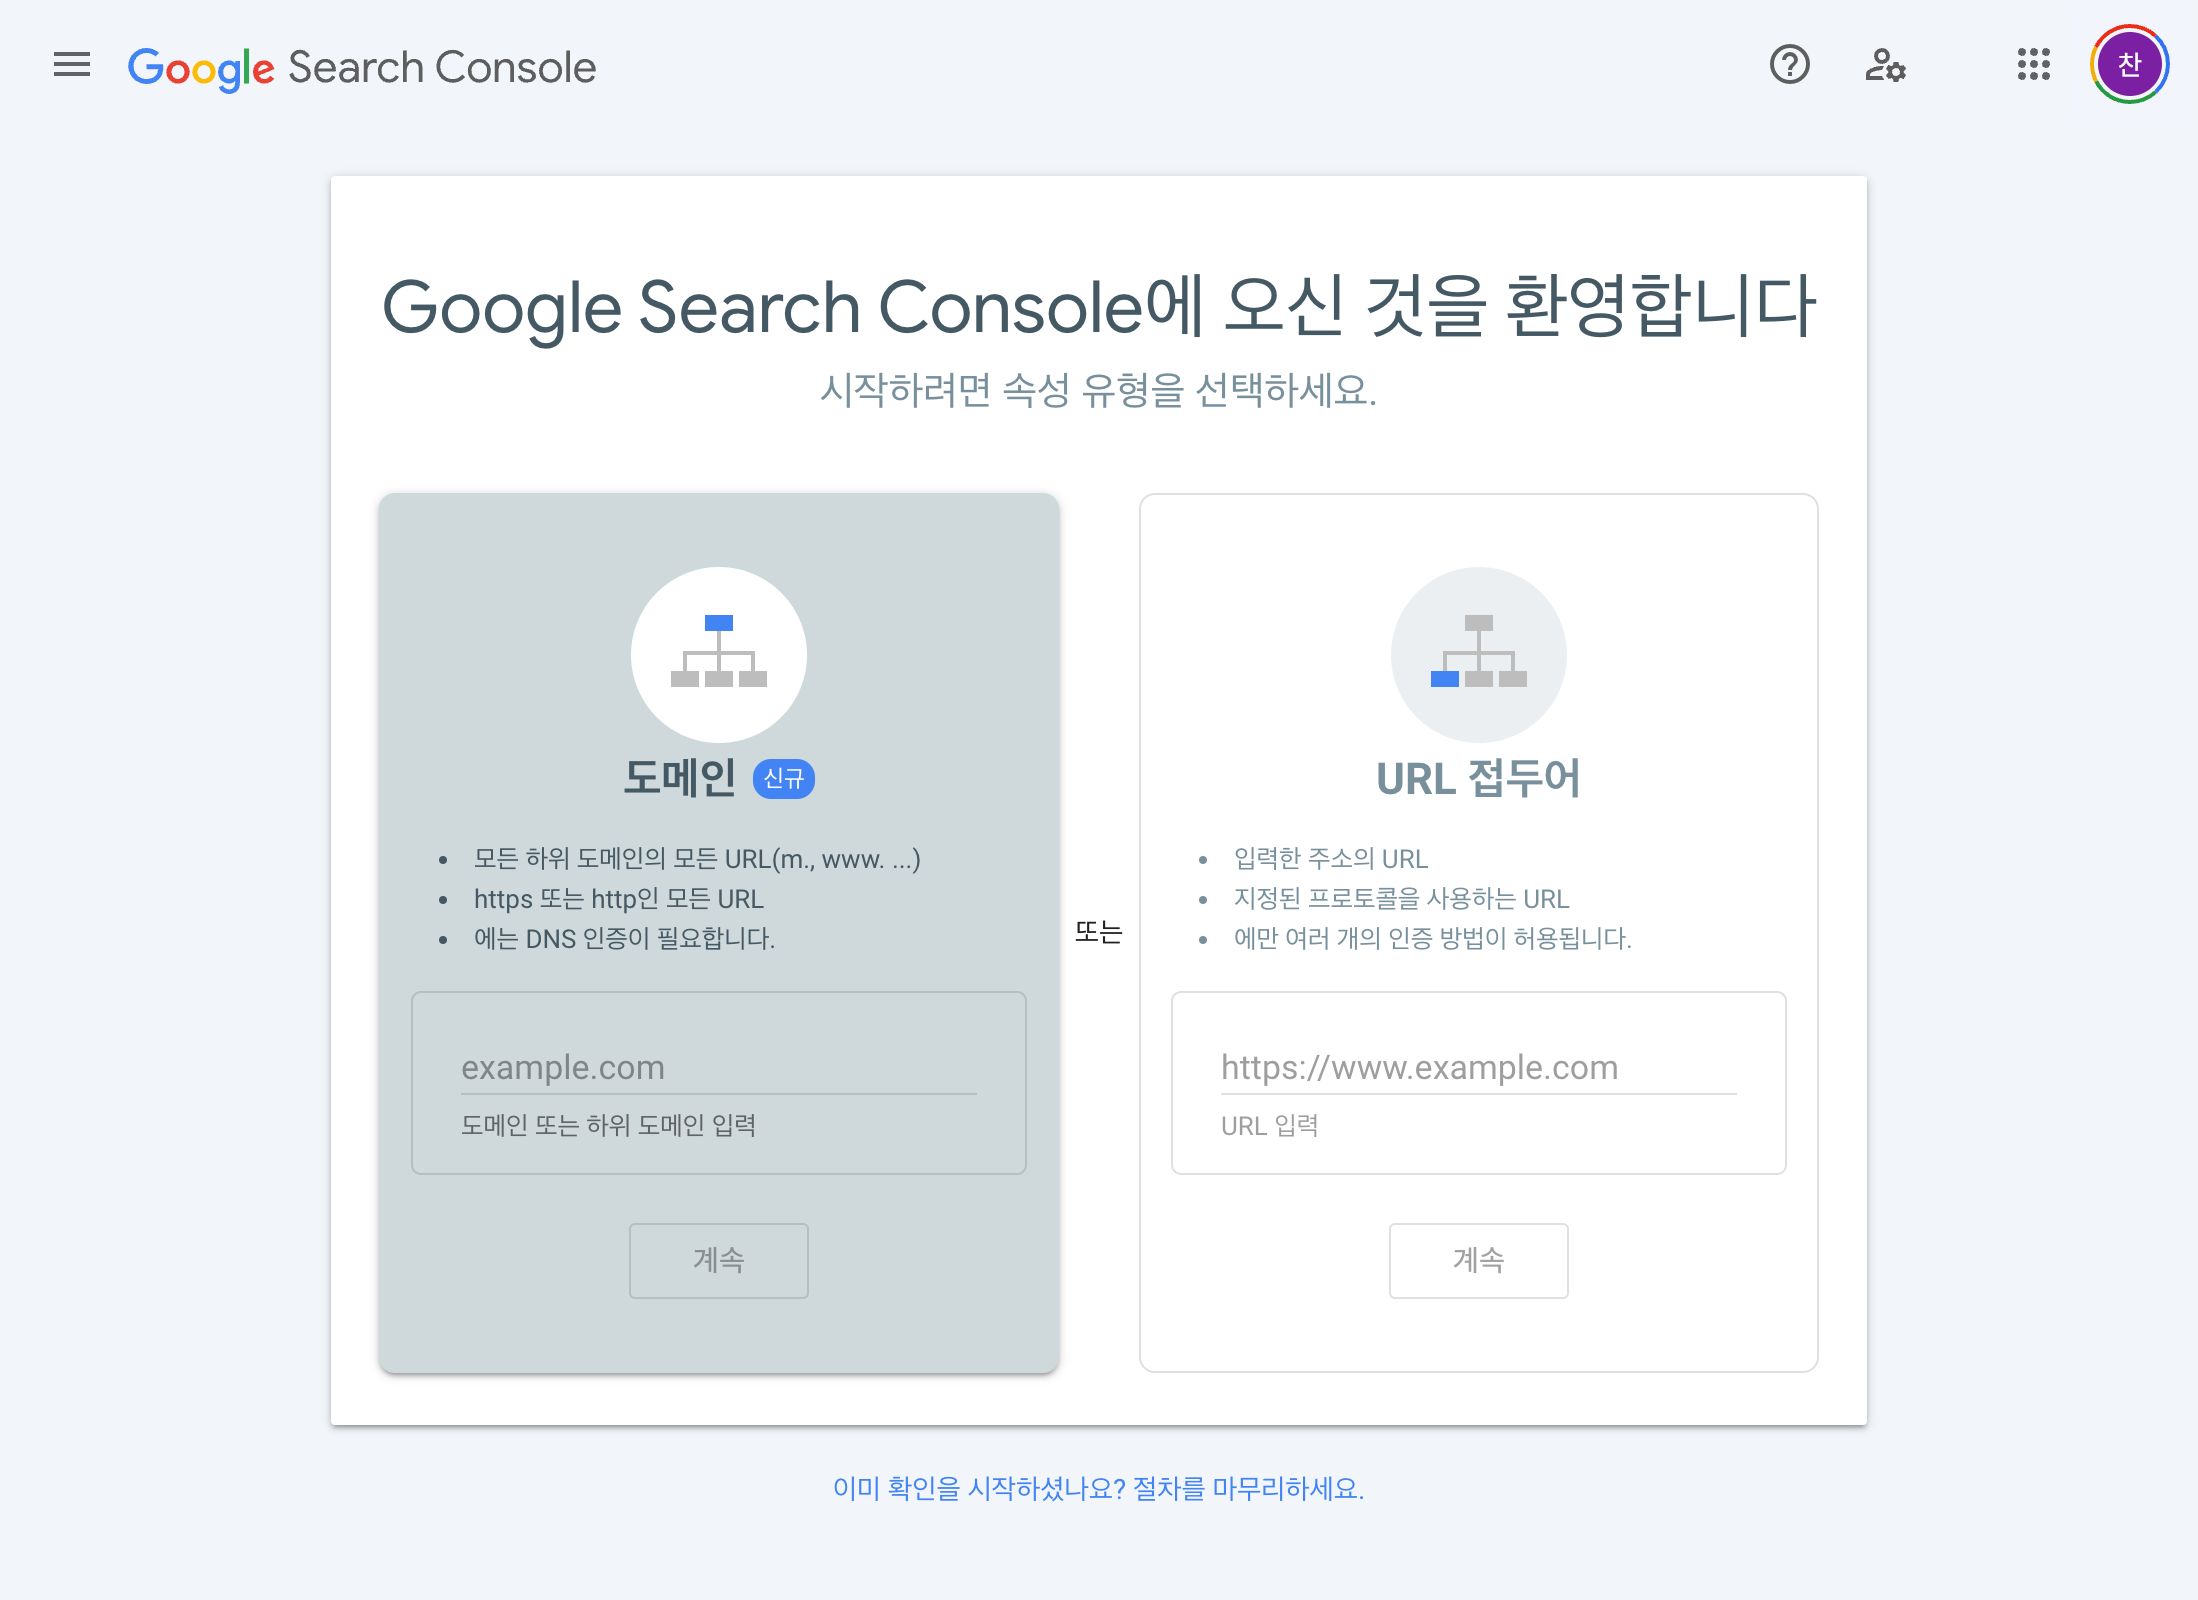 Google Search Console
찬
Google Search Console에 오신 것을 환영합니다
시작하려면 속성 유형을 선택하세요.
도메인 신규
• 모든 하위 도메인의 모든 URL(m., www. ...)
• https 또는 http인 모든 URL
• 에는 DNS 인증이 필요합니다.
example.com
도메인 또는 하위 도메인 입력
계속
또는
URL 접두어
• 입력한 주소의 URL
• 지정된 프로토콜을 사용하는 URL
• 에만 여러 개의 인증 방법이 허용됩니다.
https://www.example.com
URL 입력
계속
이미 확인을 시작하셨나요? 절차를 마무리하세요.